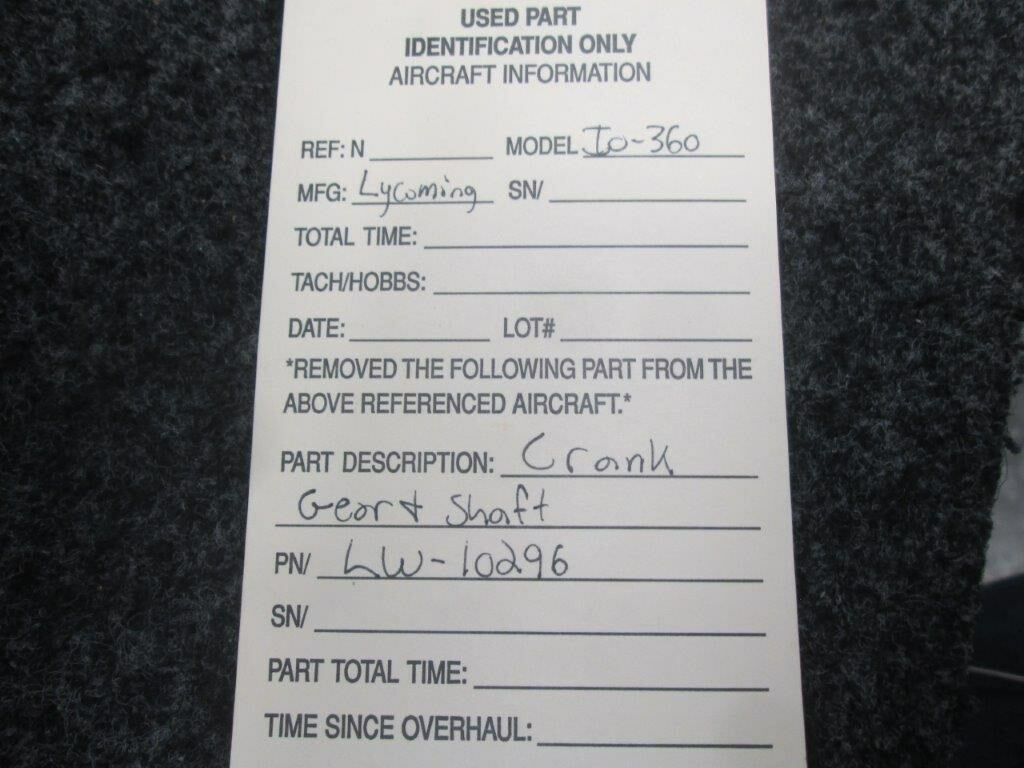 USED PART
IDENTIFICATION ONLY
AIRCRAFT INFORMATION
REF: N MODEL Io-360
MFG: Lycoming SN/
TOTAL TIME:
TACH/HOBBS:
DATE: LOT#
*REMOVED THE FOLLOWING PART FROM THE
ABOVE REFERENCED AIRCRAFT.*
PART DESCRIPTION: Crank
Gear & Shaft
PN/ LW-10296
SN/
PART TOTAL TIME:
TIME SINCE OVERHAUL: